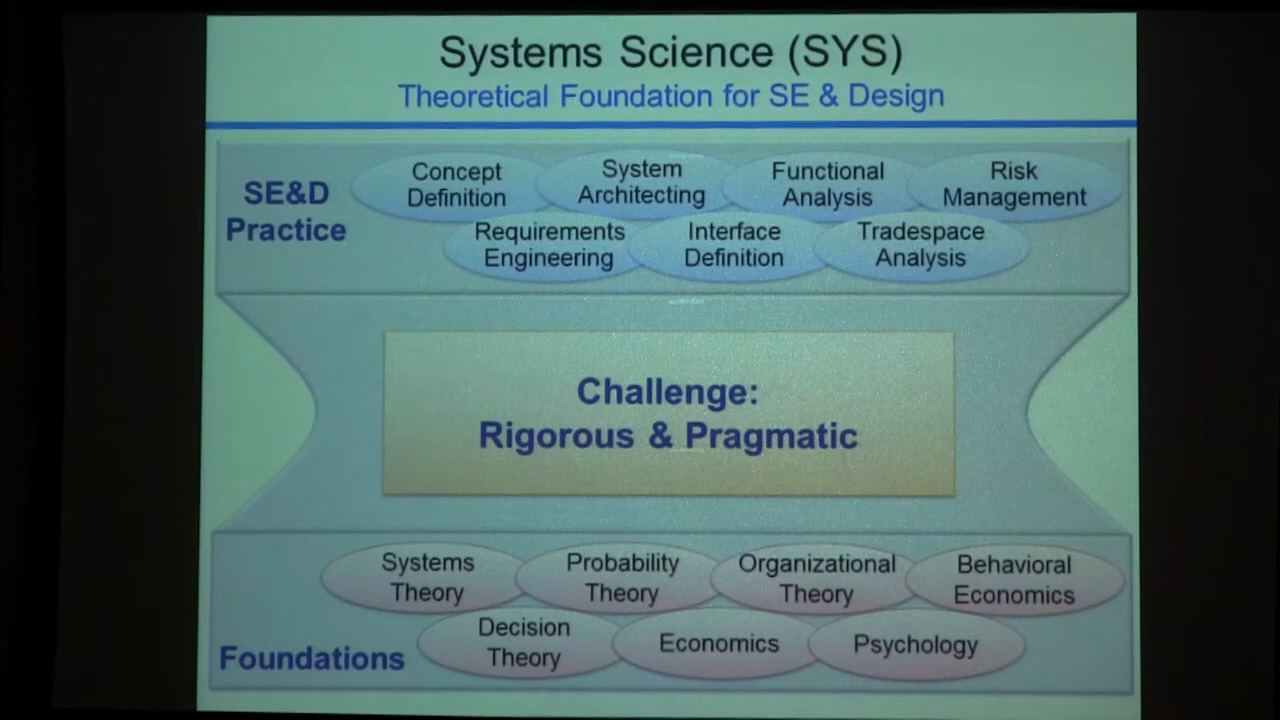 Systems Science (SYS)
Theoretical Foundation for SE & Design
SE&D
Practice
Concept
Definition
System
Architecting
Functional
Analysis
Risk
Management
Requirements
Engineering
Interface
Definition
Tradespace
Analysis
Challenge:
Rigorous & Pragmatic
Systems
Theory
Probability
Theory
Organizational
Theory
Behavioral
Economics
Decision
Theory
Economics
Psychology
Foundations